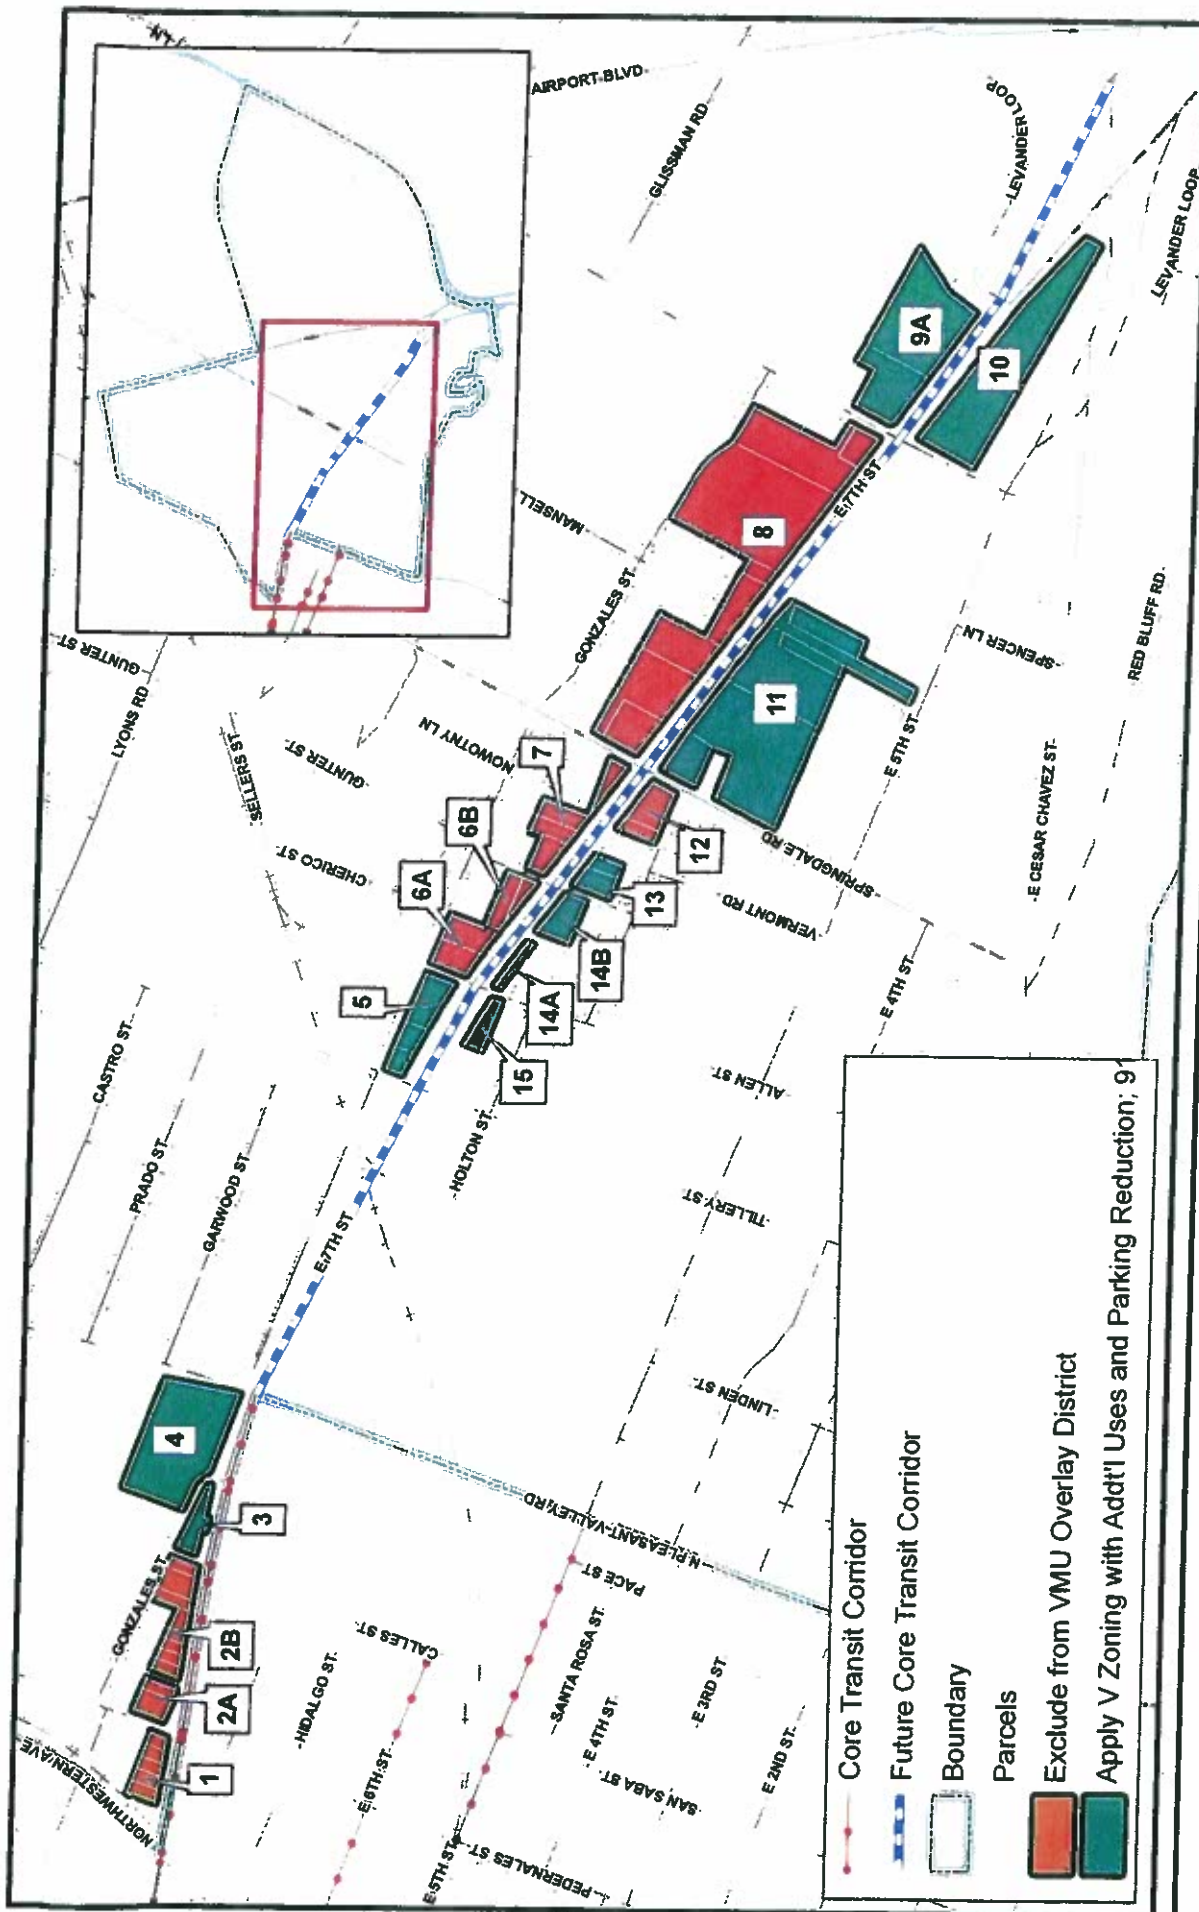 NORTHWESTERN AVE
GONZALES ST.
1
2A
2B
3
4
CASTRO ST
PRADO ST
GARWOOD ST
LYONS RD
GUNTER ST
SELLERS ST.
CHERICO ST
GUNTER ST.
NOWOTNY LN
GONZALES ST
MANSELL
AIRPORT BLVD
GLISSMAN RD
LEVANDER LOOP
LEVANDER LOOP
E 7TH ST
E 7TH ST
5
6A
6B
7
8
9A
10
11
12
13
14B
14A
15
HOLTON ST
VERMONT RD
SPRINGDALE RD
E 5TH ST
SPENCER LN
RED BLUFF RD
E CESAR CHAVEZ ST
E 4TH ST
ALLEN ST
TILLERY ST
LINDEN ST
N PLEASANT VALLEY RD
CALLES ST
HIDALGO ST.
E 6TH ST
E 5TH ST
PACE ST
SANTA ROSA ST.
E 4TH ST.
E 3RD ST
SAN SABA ST
E 2ND ST.
PEDERNALES ST
Core Transit Corridor
Future Core Transit Corridor
Boundary
Parcels
Exclude from VMU Overlay District
Apply V Zoning with Addt'l Uses and Parking Reduction;